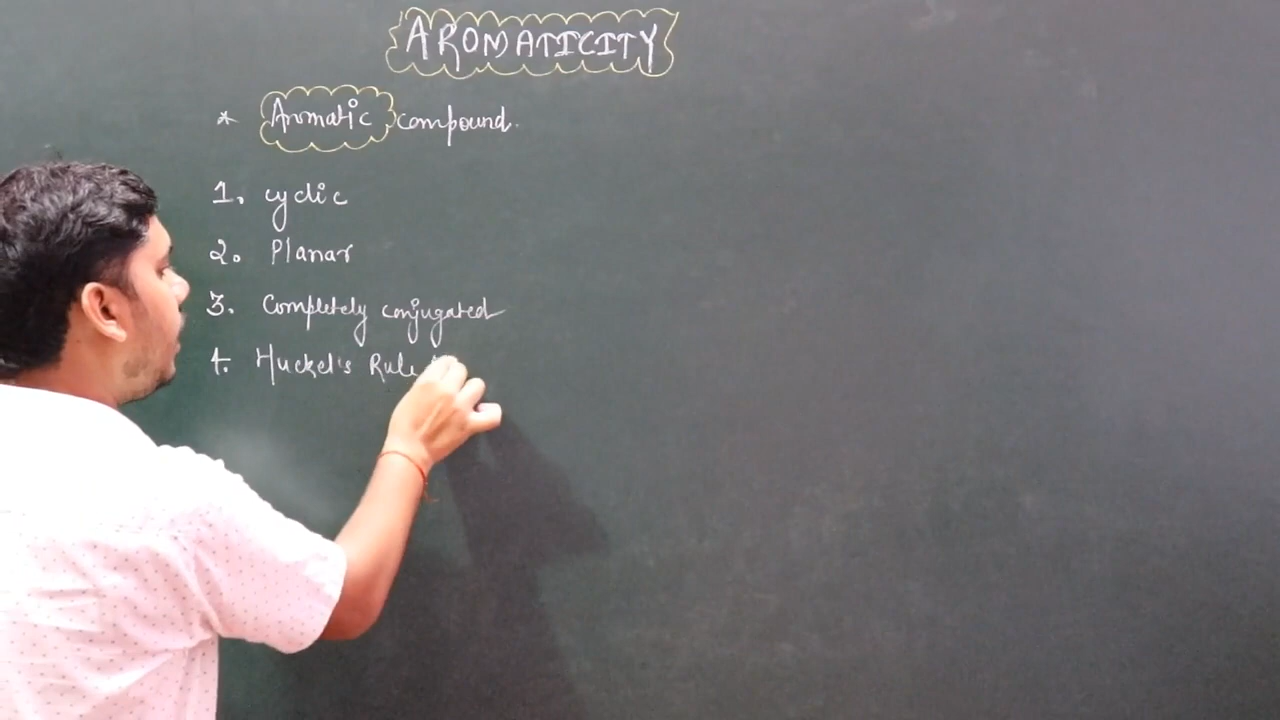 AROMATICITY
* Aromatic compound.
1. cyclic
2. Planar
3. Completely conjugated
4. Huckel's Rule